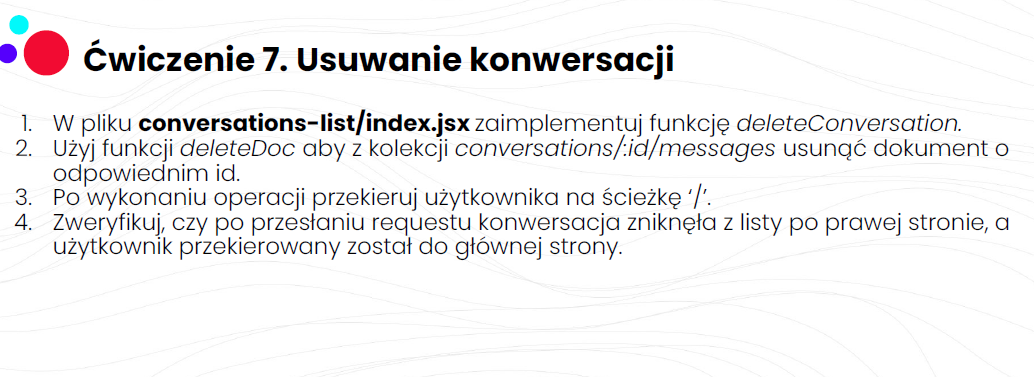 Ćwiczenie 7. Usuwanie konwersacji
1. W pliku conversations-list/index.jsx zaimplementuj funkcję deleteConversation.
2. Użyj funkcji deleteDoc aby z kolekcji conversations/:id/messages usunąć dokument o
odpowiednim id.
3. Po wykonaniu operacji przekieruj użytkownika na ścieżkę ‘/’.
4. Zweryfikuj, czy po przesłaniu requestu konwersacja zniknęła z listy po prawej stronie, a
użytkownik przekierowany został do głównej strony.